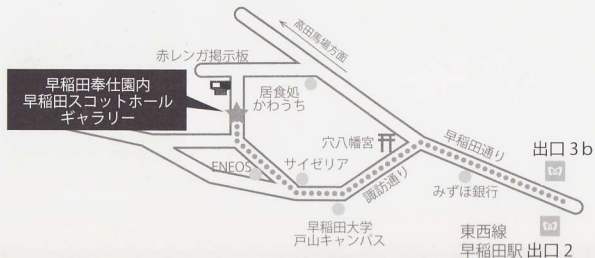 高田馬場方面
赤レンガ掲示板
早稲田奉仕園内
早稲田スコットホール
ギャラリー
居食処
かわうち
穴八幡宮
早稲田通り
出口 3b
ENEOS
サイゼリア
諏訪通り
みずほ銀行
早稲田大学
戸山キャンパス
東西線
早稲田駅 出口 2